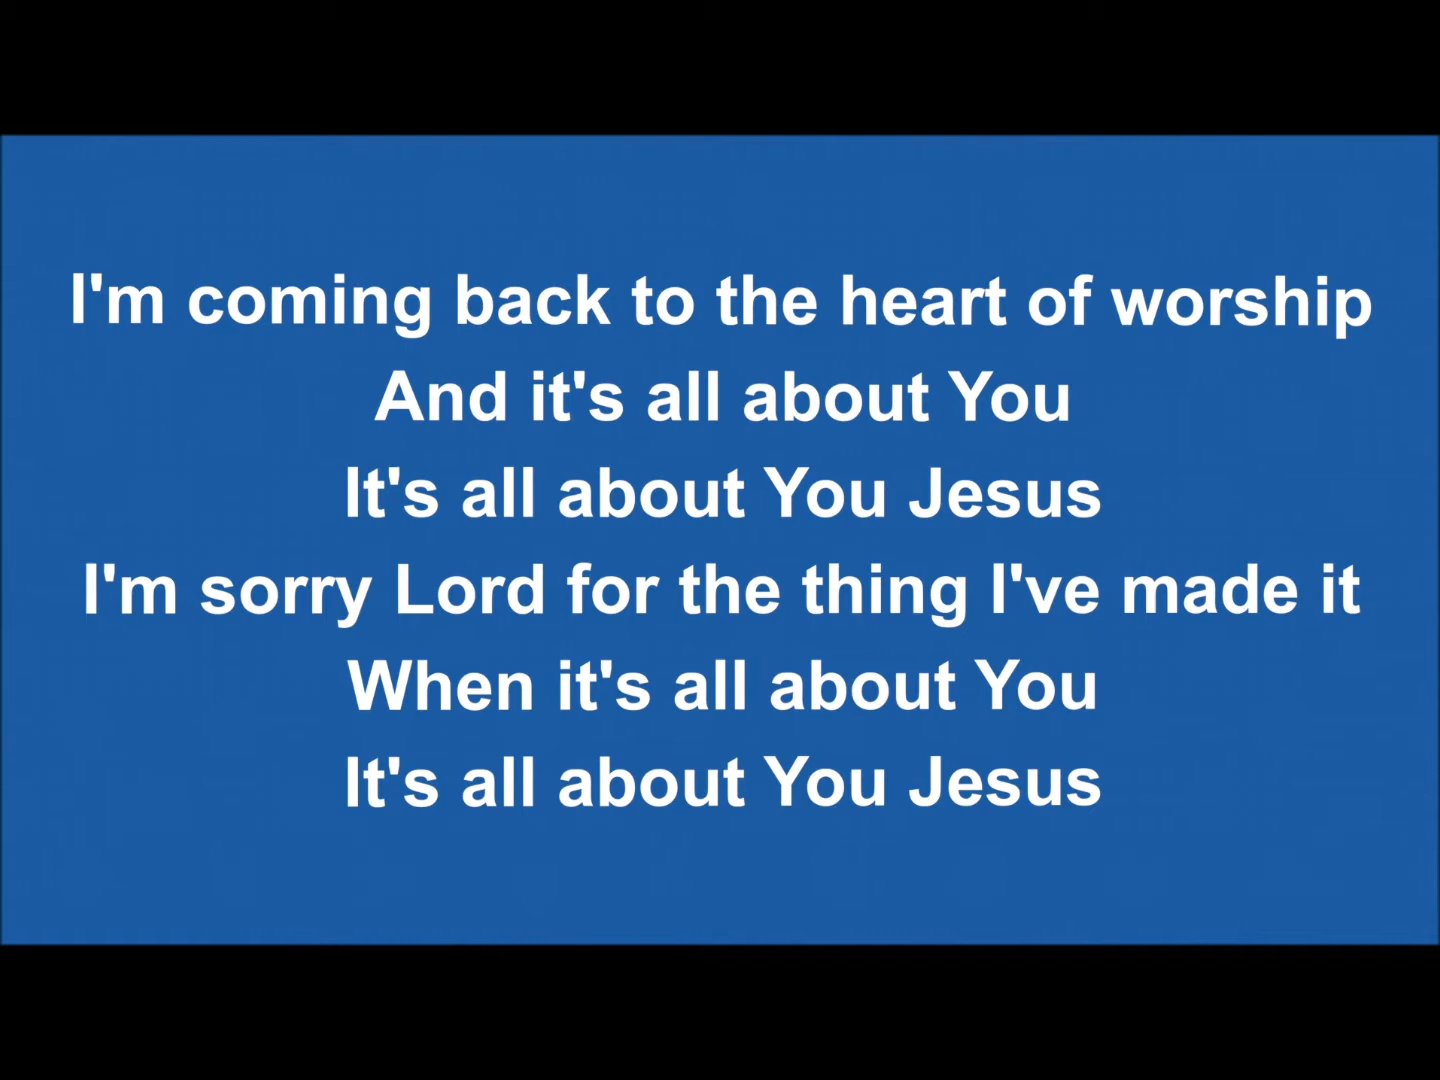 I'm coming back to the heart of worship
And it's all about You
It's all about You Jesus
I'm sorry Lord for the thing I've made it
When it's all about You
It's all about You Jesus